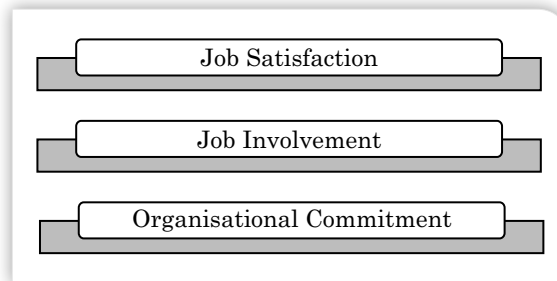 Job Satisfaction
Job Involvement
Organisational Commitment